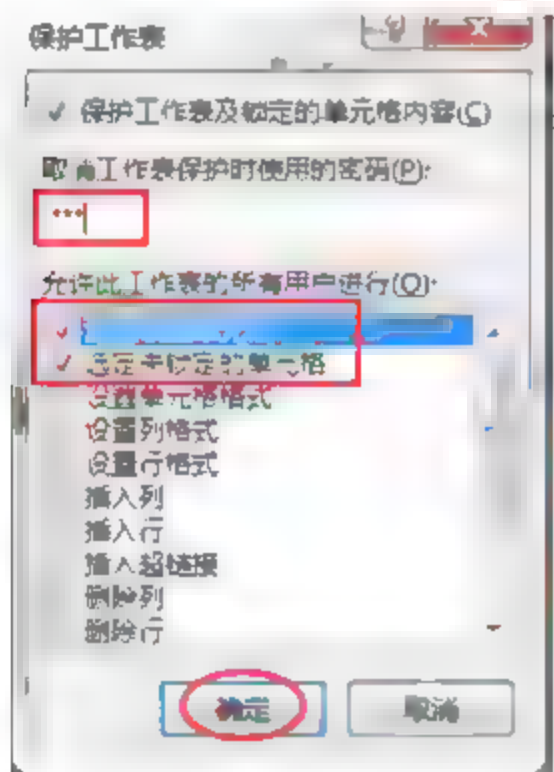 保护工作表
保护工作表及锁定的单元格内容(C)
取消工作表保护时使用的密码(P):
***
允许此工作表的所有用户进行(O):
选定未锁定的单元格
设置单元格格式
设置列格式
设置行格式
插入列
插入行
插入超链接
删除列
删除行
确定
取消